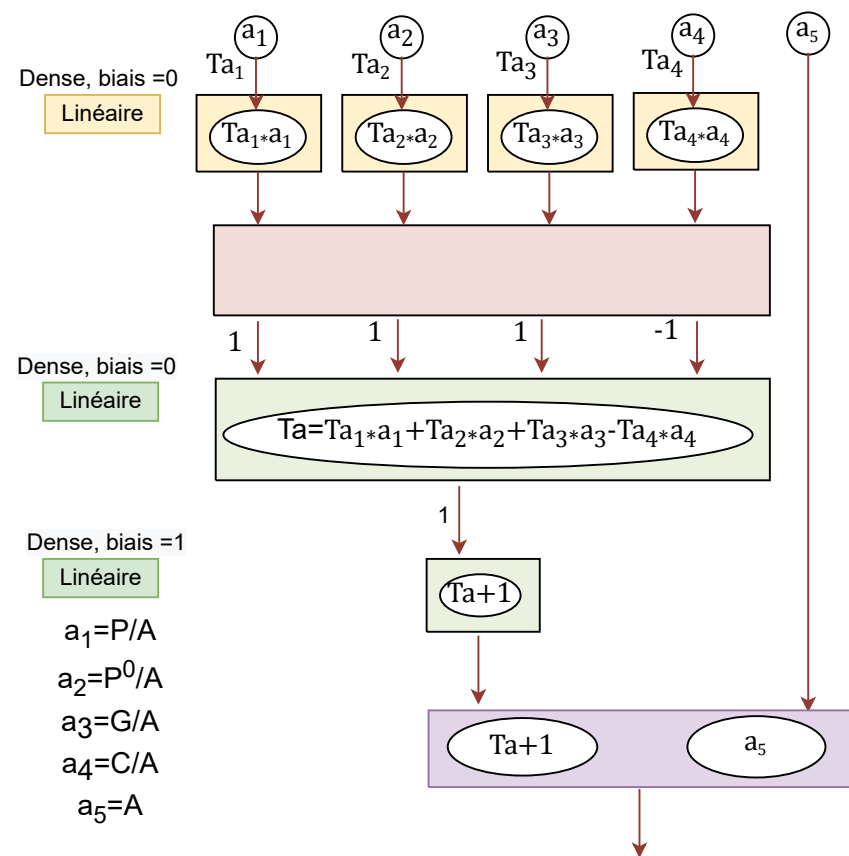 a₁ a₂ a₃ a₄ a₅
Ta₁ Ta₂ Ta₃ Ta₄
Dense, biais =0
Linéaire
Ta₁*a₁ Ta₂*a₂ Ta₃*a₃ Ta₄*a₄
1 1 1 -1
Dense, biais =0
Linéaire
Ta=Ta₁*a₁+Ta₂*a₂+Ta₃*a₃-Ta₄*a₄
1
Dense, biais =1
Linéaire
Ta+1
a₁=P/A
a₂=P⁰/A
a₃=G/A
a₄=C/A
a₅=A
Ta+1 a₅